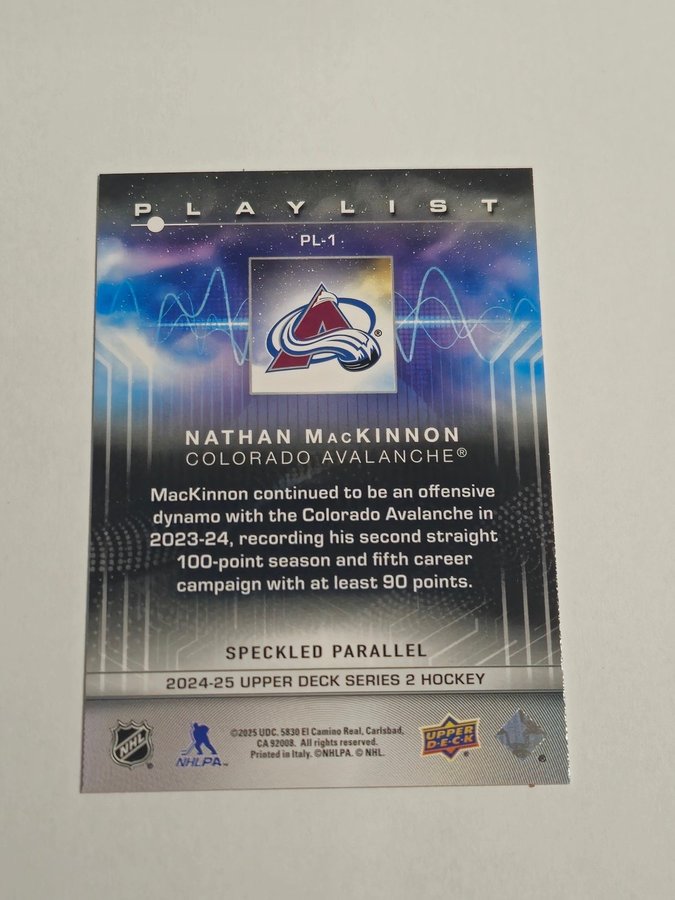 PLAYLIST
PL-1
A ®
NATHAN MacKINNON
COLORADO AVALANCHE®
MacKinnon continued to be an offensive
dynamo with the Colorado Avalanche in
2023-24, recording his second straight
100-point season and fifth career
campaign with at least 90 points.
SPECKLED PARALLEL
2024-25 UPPER DECK SERIES 2 HOCKEY
©2025 UDC. 5830 El Camino Real, Carlsbad,
CA 92008. All rights reserved.
Printed in Italy. ©NHLPA. © NHL.
NHL ®
NHLPA™
UPPER
D·E·C·K ®
®